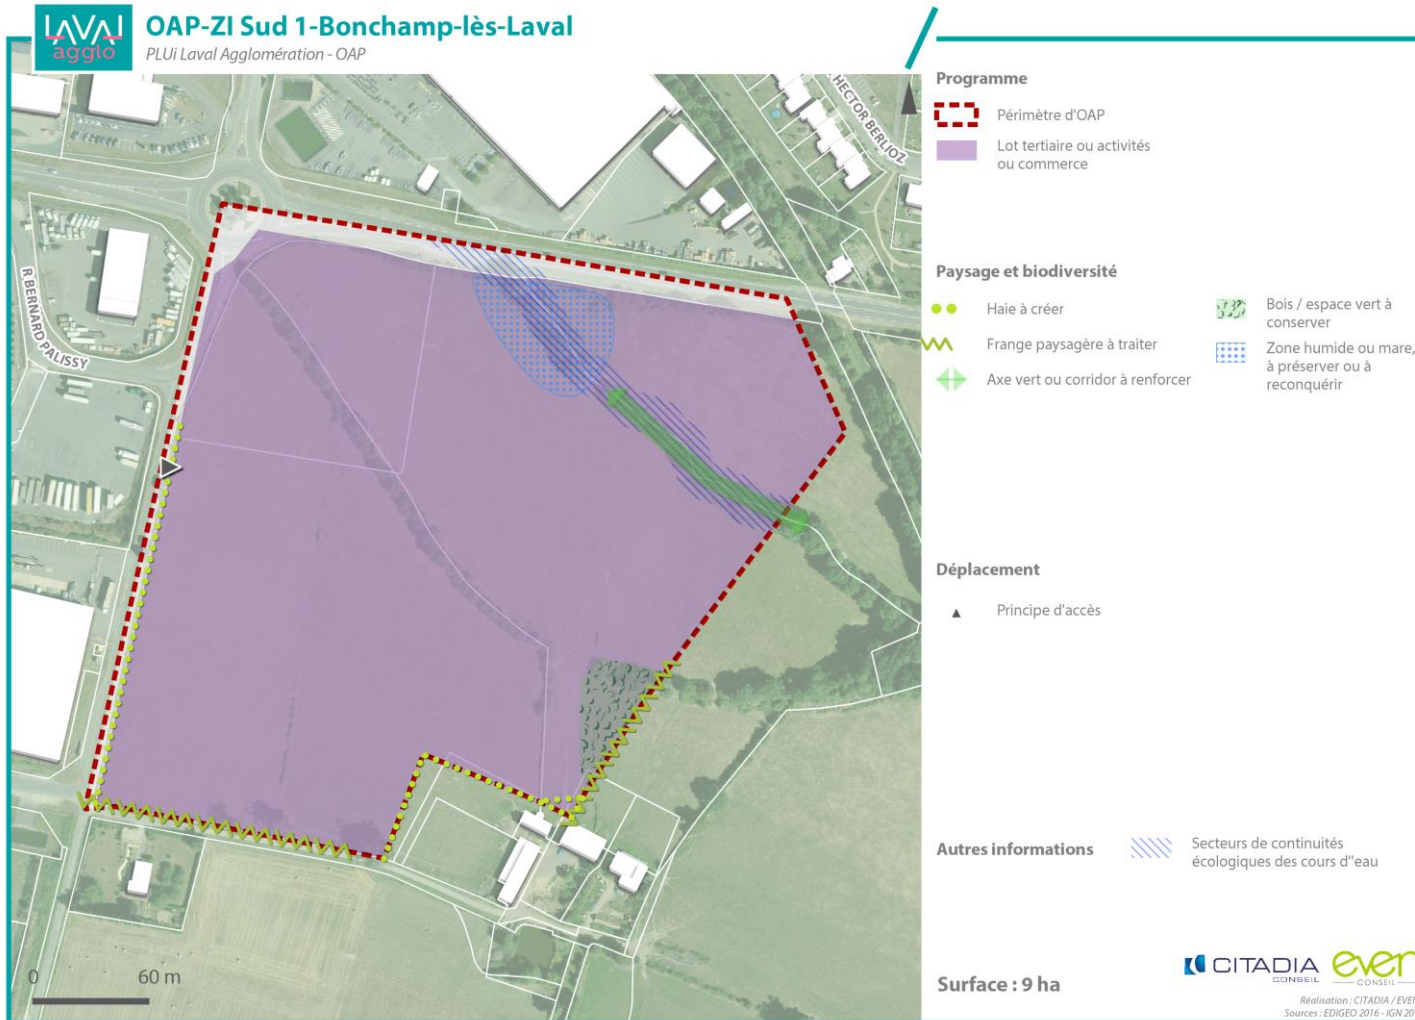 LAVAL
agglo
OAP-ZI Sud 1-Bonchamp-lès-Laval
PLUi Laval Agglomération - OAP
HECTOR BERLIOZ
R BERNARD PALISSY
0
60 m
Programme
Périmètre d'OAP
Lot tertiaire ou activités
ou commerce
Paysage et biodiversité
Haie à créer
Frange paysagère à traiter
Axe vert ou corridor à renforcer
Bois / espace vert à
conserver
Zone humide ou mare,
à préserver ou à
reconquérir
Déplacement
Principe d'accès
Autres informations
Secteurs de continuités
écologiques des cours d''eau
Surface : 9 ha
CITADIA
CONSEIL
even
CONSEIL
Réalisation : CITADIA / EVEN
Sources : EDIGEO 2016 - IGN 20